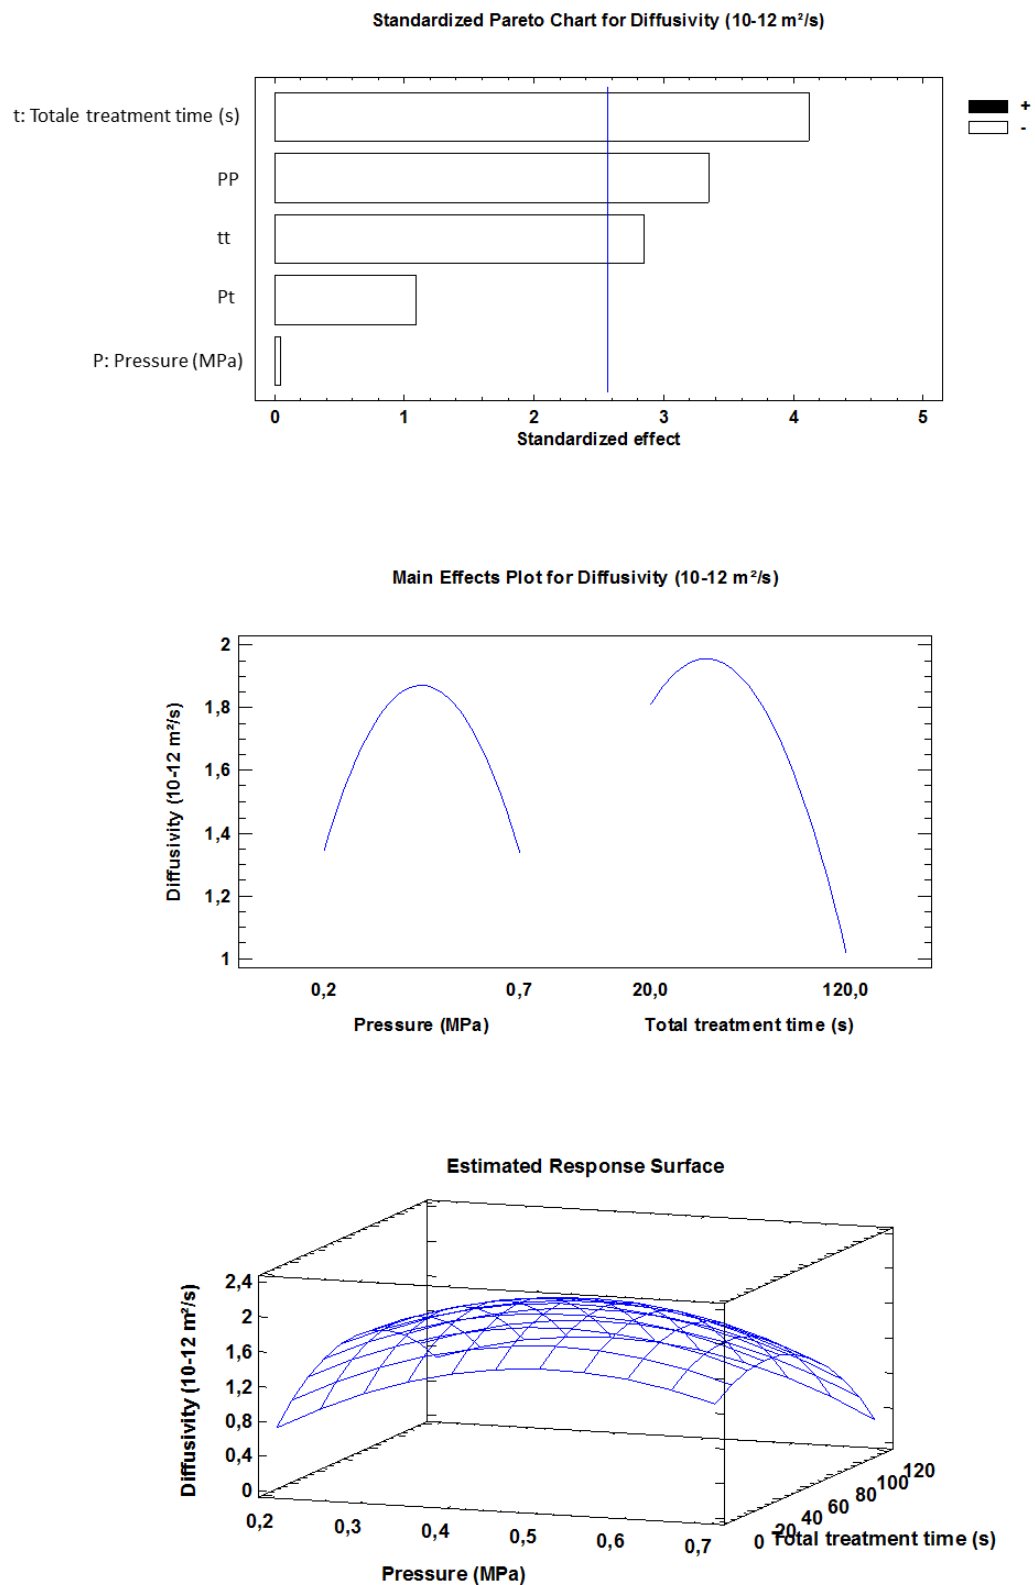 Standardized Pareto Chart for Diffusivity (10-12 m²/s)
t: Totale treatment time (s)
PP
tt
Pt
P: Pressure (MPa)
+
-
0 1 2 3 4 5
Standardized effect
Main Effects Plot for Diffusivity (10-12 m²/s)
Diffusivity (10-12 m²/s)
2
1,8
1,6
1,4
1,2
1
0,2 0,7 20,0 120,0
Pressure (MPa) Total treatment time (s)
Estimated Response Surface
Diffusivity (10-12 m²/s)
2,4
2
1,6
1,2
0,8
0,4
0
0,2 0,3 0,4 0,5 0,6 0,7
Pressure (MPa)
0 20 40 60 80 100 120
Total treatment time (s)